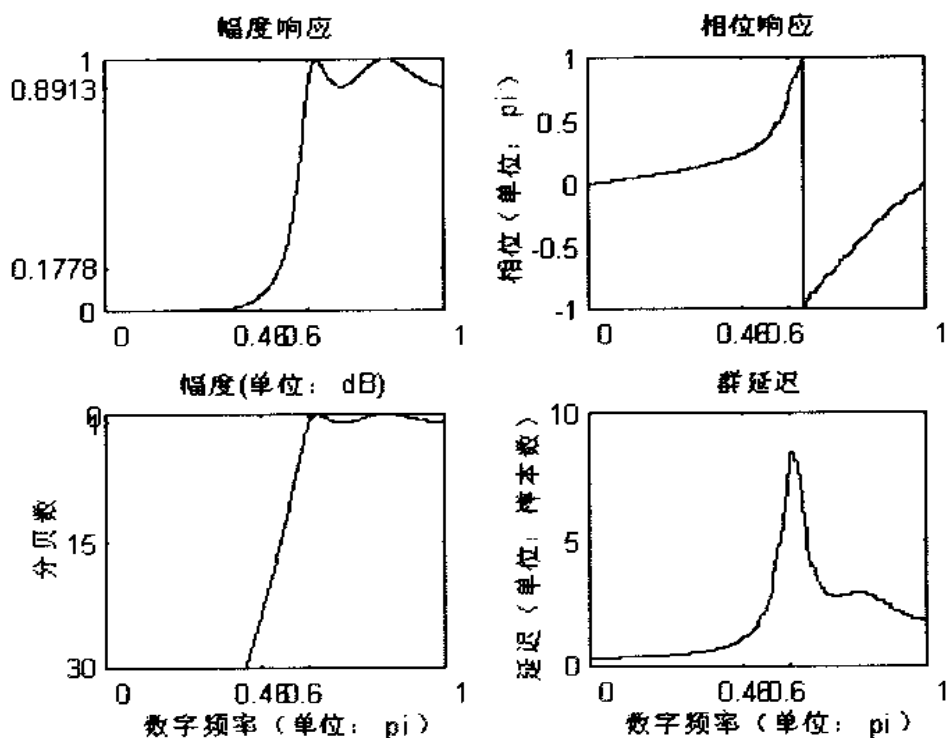 幅度响应
1
0.8913
0.1778
0
0 0.46 0.6 1
相位响应
相位(单位: pi)
1
0.5
0
-0.5
-1
0 0.46 0.6 1
幅度(单位: dB)
分贝数
0
1
15
30
0 0.46 0.6 1
数字频率(单位: pi)
群延迟
延迟(单位: 样本数)
10
5
0
0 0.46 0.6 1
数字频率(单位: pi)